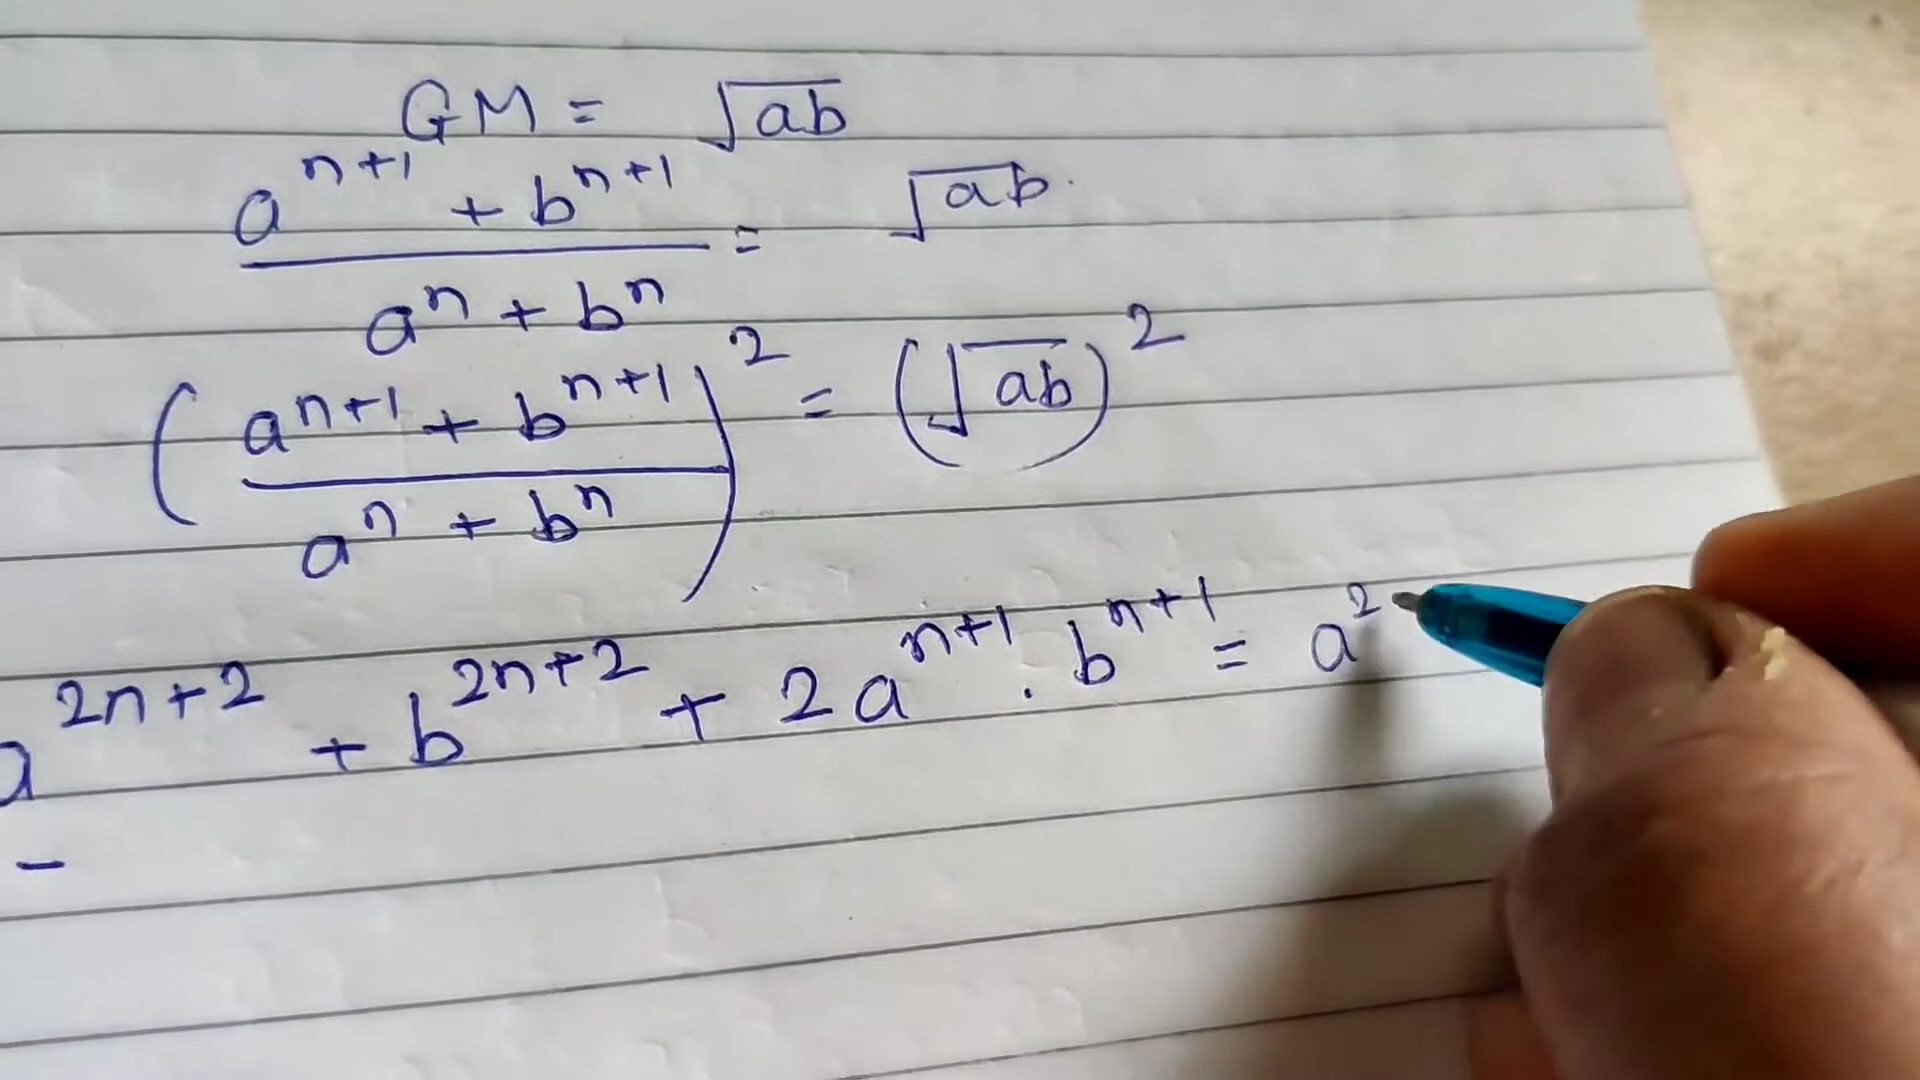 GM = √ab
a^{n+1} + b^{n+1} / a^n + b^n = √ab
(a^{n+1} + b^{n+1} / a^n + b^n)^2 = (√ab)^2
a^{2n+2} + b^{2n+2} + 2a^{n+1} . b^{n+1} = a^2
-